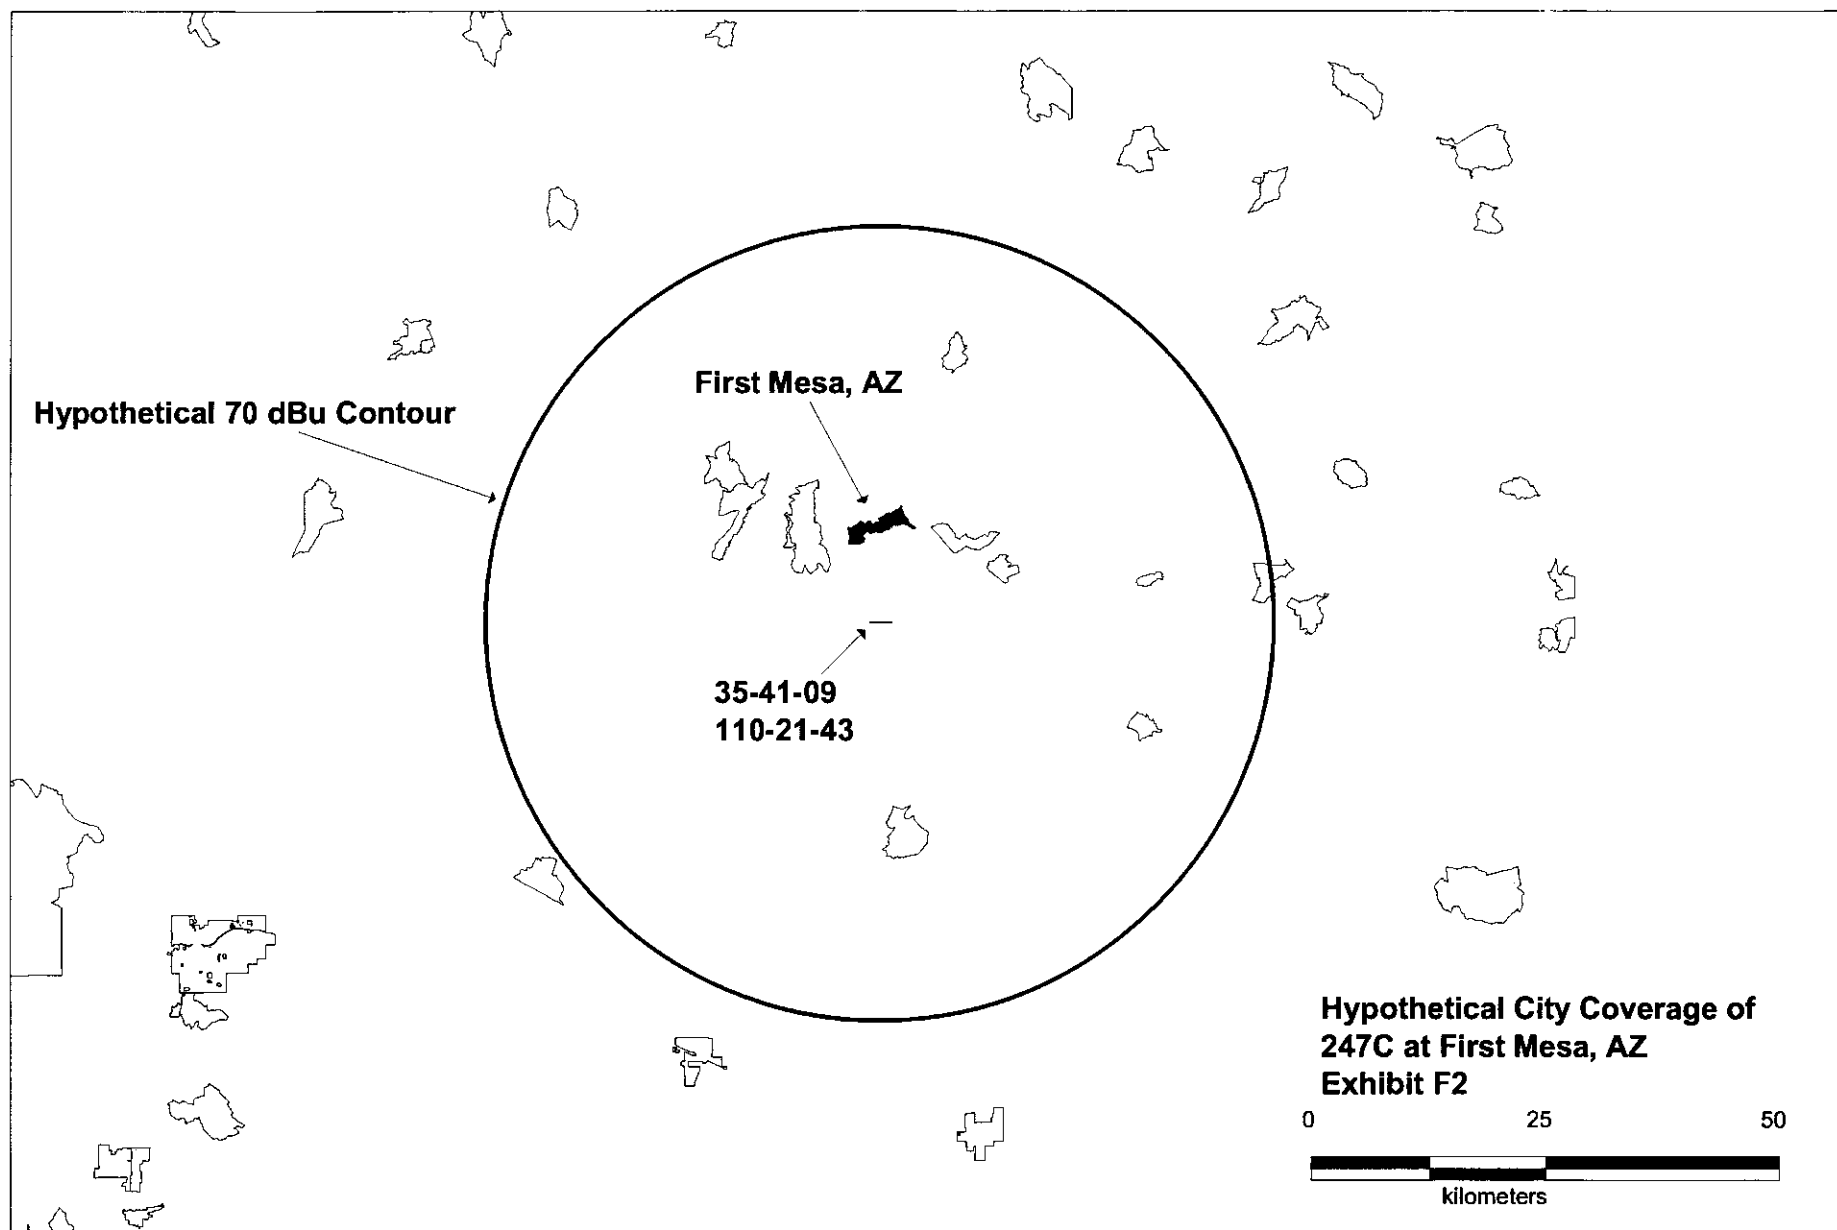 First Mesa, AZ
Hypothetical 70 dBu Contour
35-41-09
110-21-43
Hypothetical City Coverage of
247C at First Mesa, AZ
Exhibit F2
0 25 50
kilometers